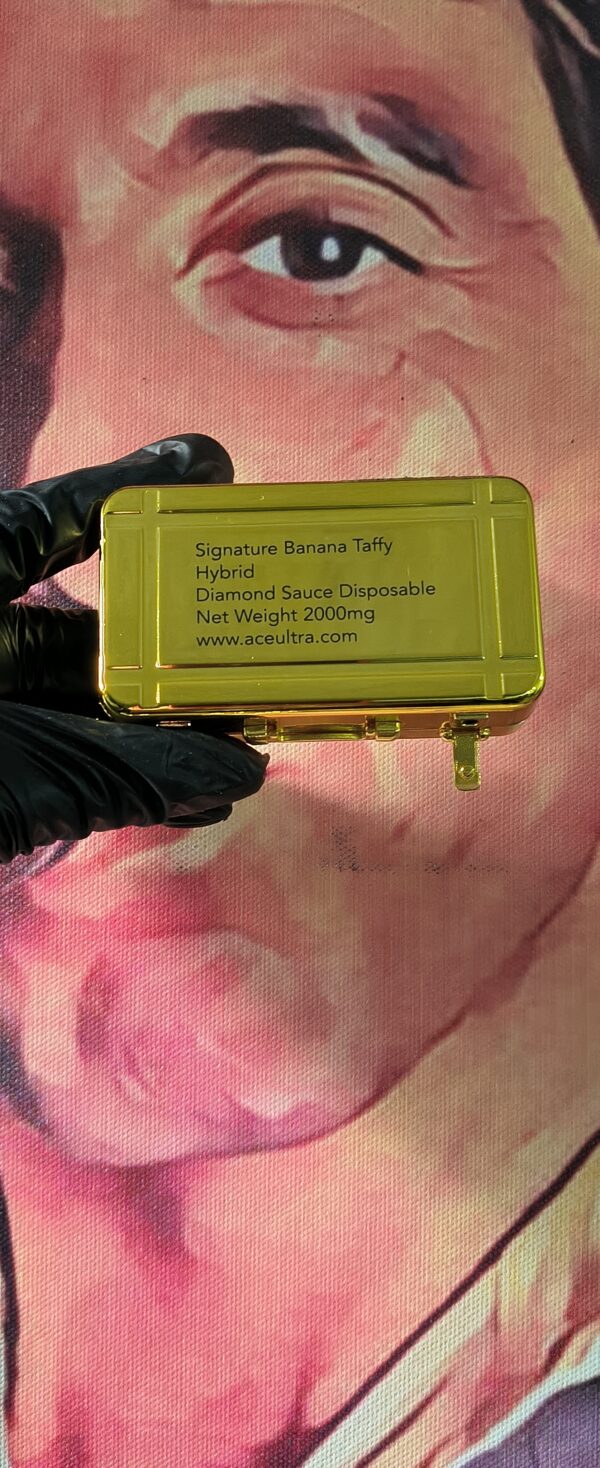 Signature Banana Taffy
Hybrid
Diamond Sauce Disposable
Net Weight 2000mg
www.aceultra.com